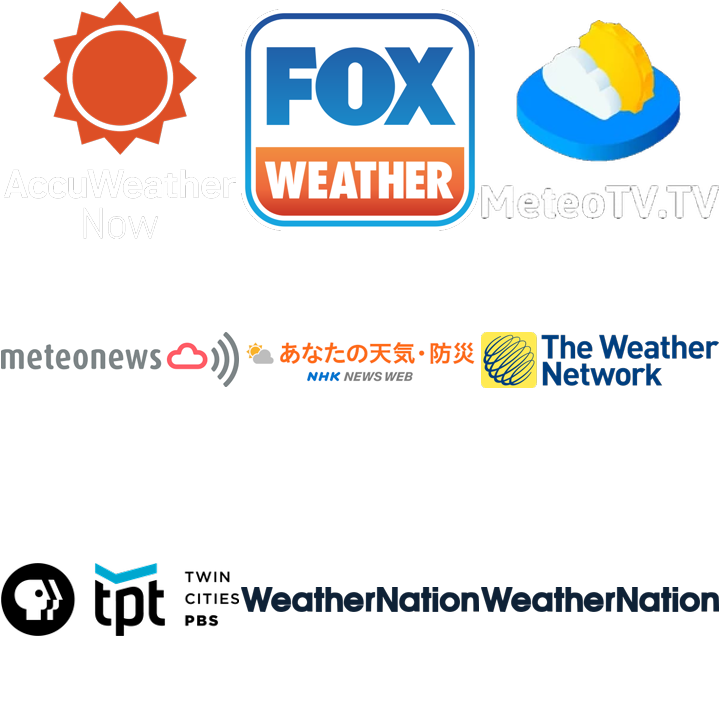 AccuWeather
Now
FOX
WEATHER
MeteoTV.TV
meteonews
あなたの天気・防災
NHK NEWS WEB
The Weather
Network
tpt
TWIN
CITIES
PBS
WeatherNation
WeatherNation